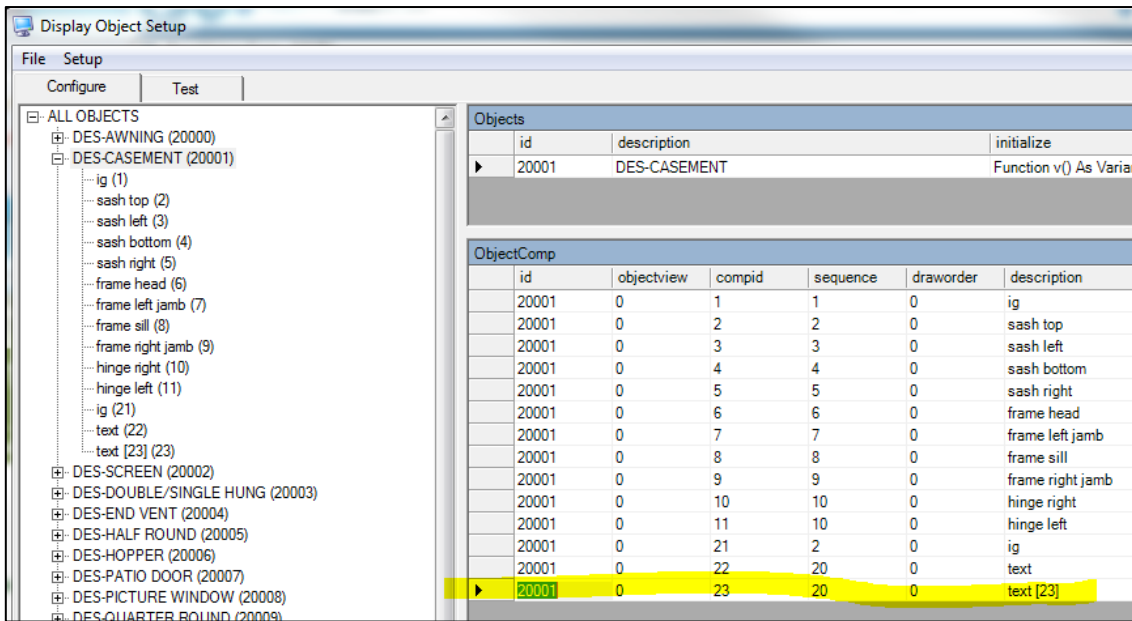 Display Object Setup
File Setup
Configure Test
ALL OBJECTS
DES-AWNING (20000)
DES-CASEMENT (20001)
ig (1)
sash top (2)
sash left (3)
sash bottom (4)
sash right (5)
frame head (6)
frame left jamb (7)
frame sill (8)
frame right jamb (9)
hinge right (10)
hinge left (11)
ig (21)
text (22)
text [23] (23)
DES-SCREEN (20002)
DES-DOUBLE/SINGLE HUNG (20003)
DES-END VENT (20004)
DES-HALF ROUND (20005)
DES-HOPPER (20006)
DES-PATIO DOOR (20007)
DES-PICTURE WINDOW (20008)
DES-QUARTER ROUND (20009)
Objects
id description initialize
20001 DES-CASEMENT Function v() As Varia
ObjectComp
id objectview compid sequence draworder description
20001 0 1 1 0 ig
20001 0 2 2 0 sash top
20001 0 3 3 0 sash left
20001 0 4 4 0 sash bottom
20001 0 5 5 0 sash right
20001 0 6 6 0 frame head
20001 0 7 7 0 frame left jamb
20001 0 8 8 0 frame sill
20001 0 9 9 0 frame right jamb
20001 0 10 10 0 hinge right
20001 0 11 10 0 hinge left
20001 0 21 2 0 ig
20001 0 22 20 0 text
20001 0 23 20 0 text [23]